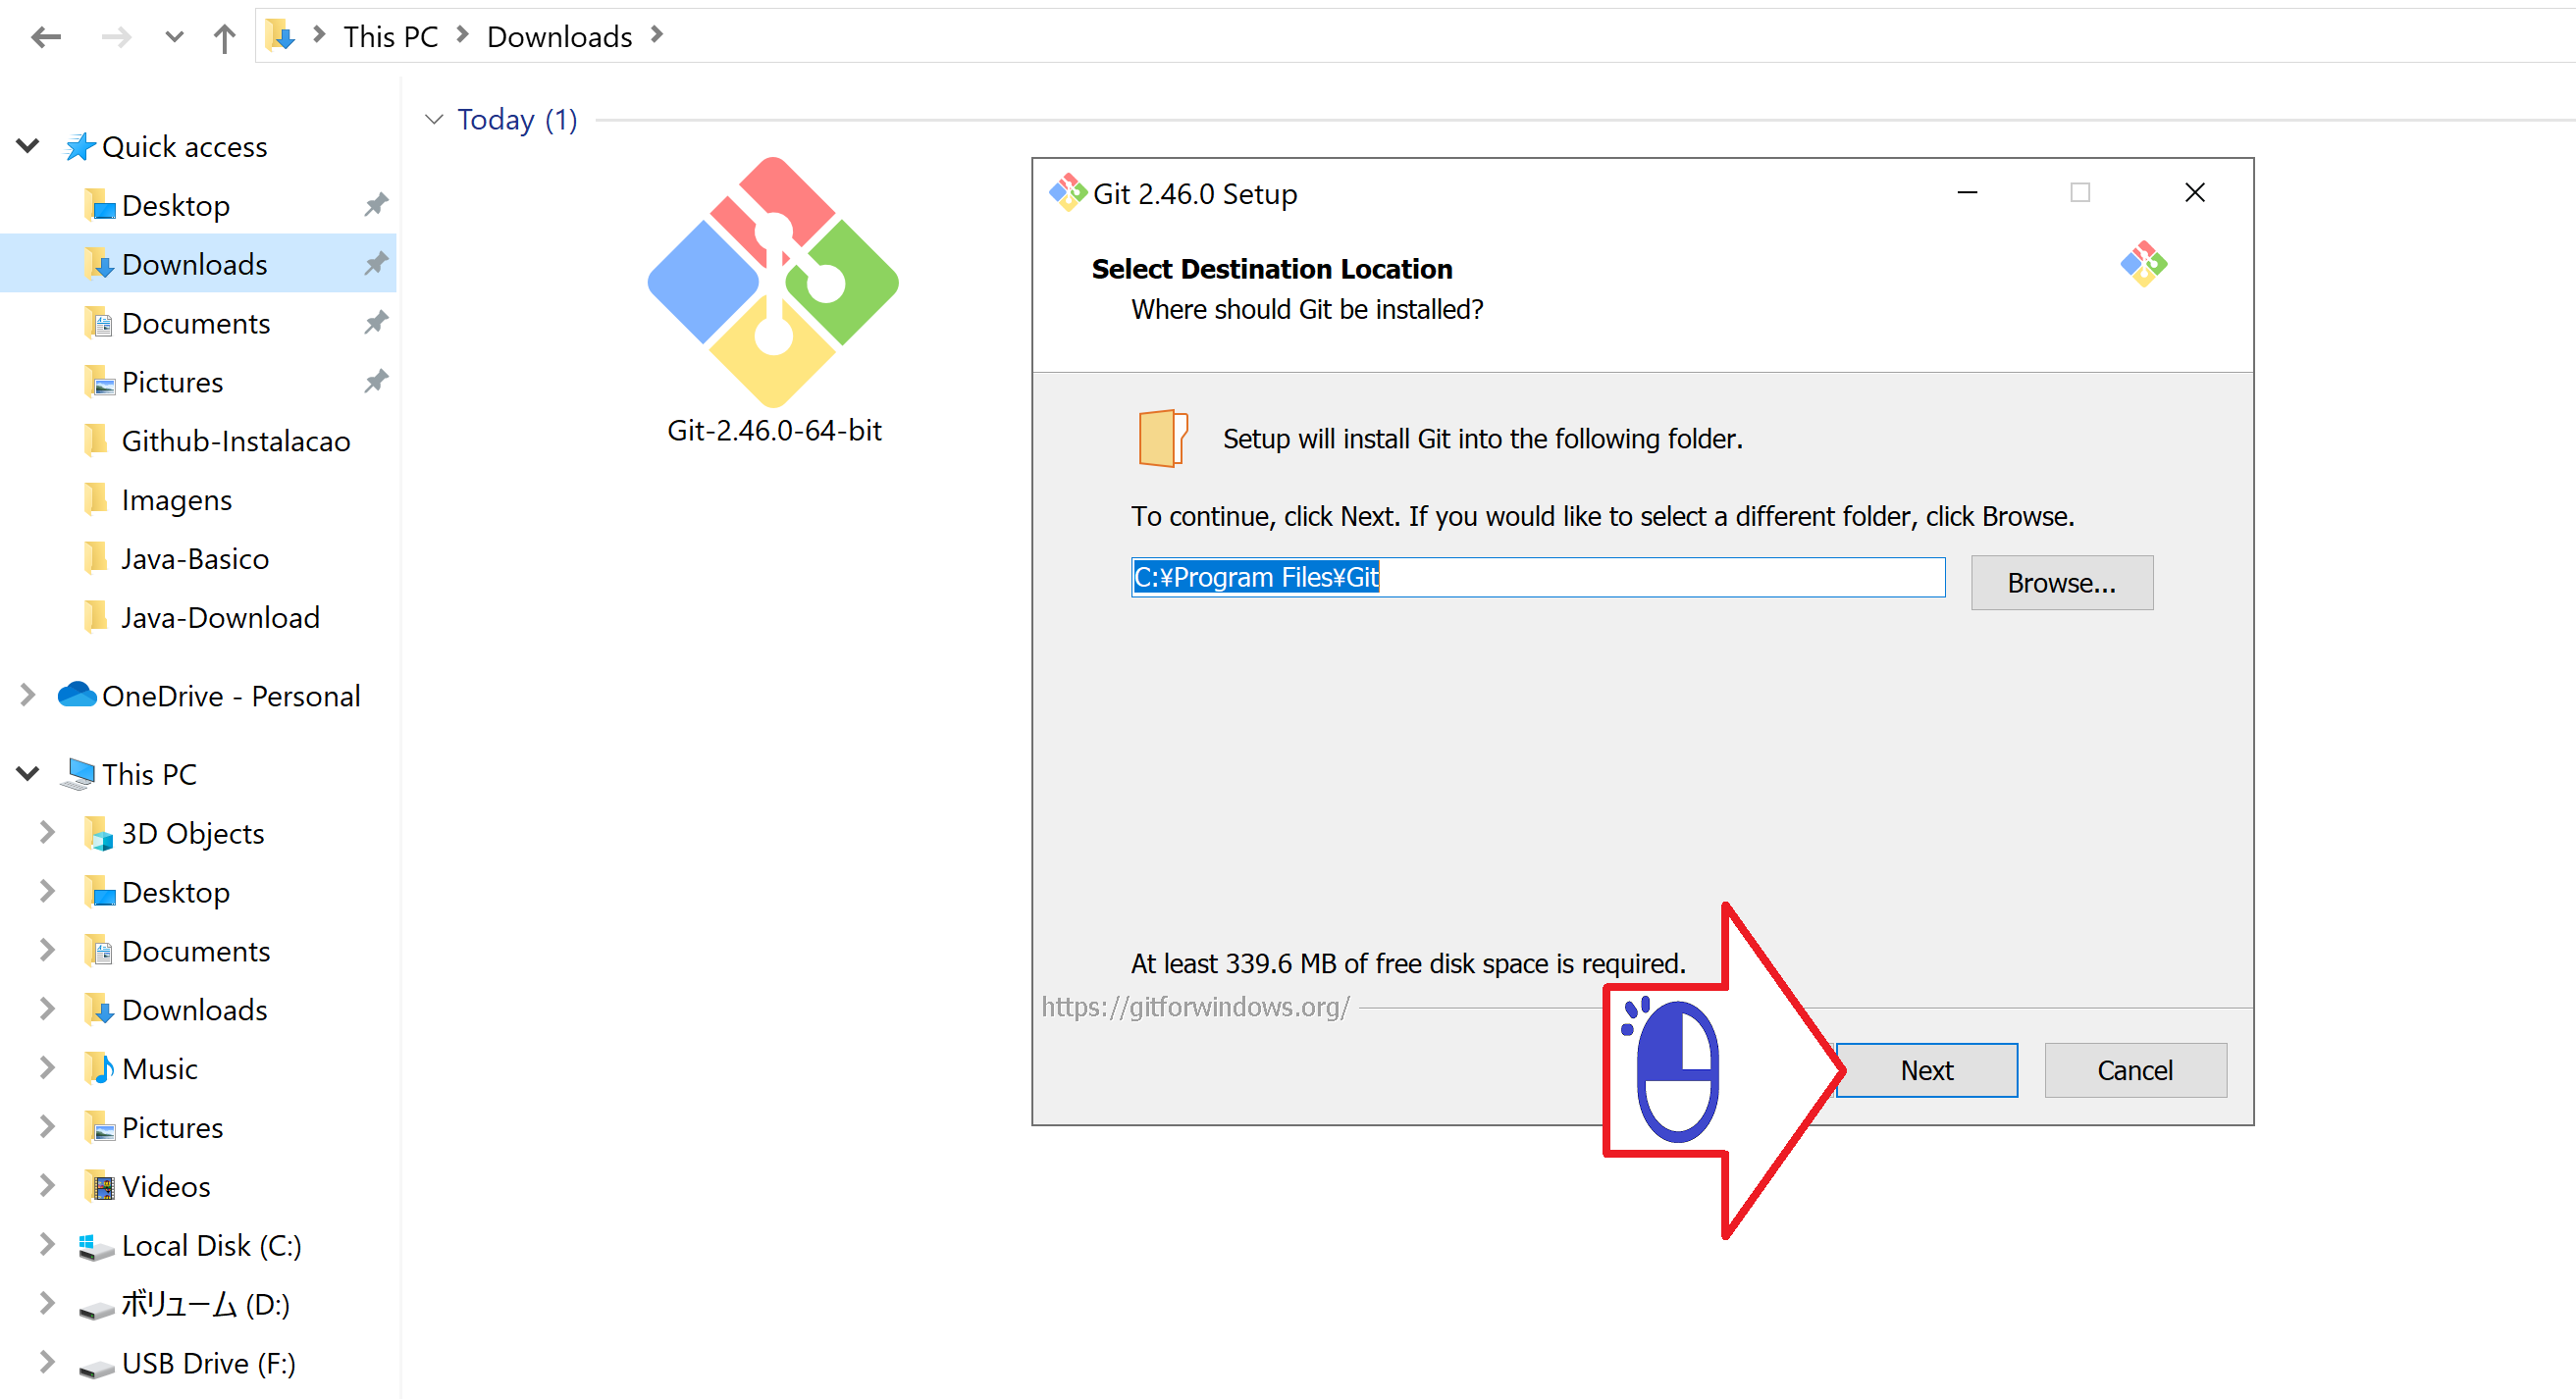 This PC
Downloads
Quick access
Desktop
Downloads
Documents
Pictures
Github-Instalacao
Imagens
Java-Basico
Java-Download
OneDrive - Personal
This PC
3D Objects
Desktop
Documents
Downloads
Music
Pictures
Videos
Local Disk (C:)
ボリューム (D:)
USB Drive (F:)
Today (1)
Git-2.46.0-64-bit
Git 2.46.0 Setup
Select Destination Location
Where should Git be installed?
Setup will install Git into the following folder.
To continue, click Next. If you would like to select a different folder, click Browse.
C:¥Program Files¥Git
Browse...
At least 339.6 MB of free disk space is required.
https://gitforwindows.org/
Next
Cancel